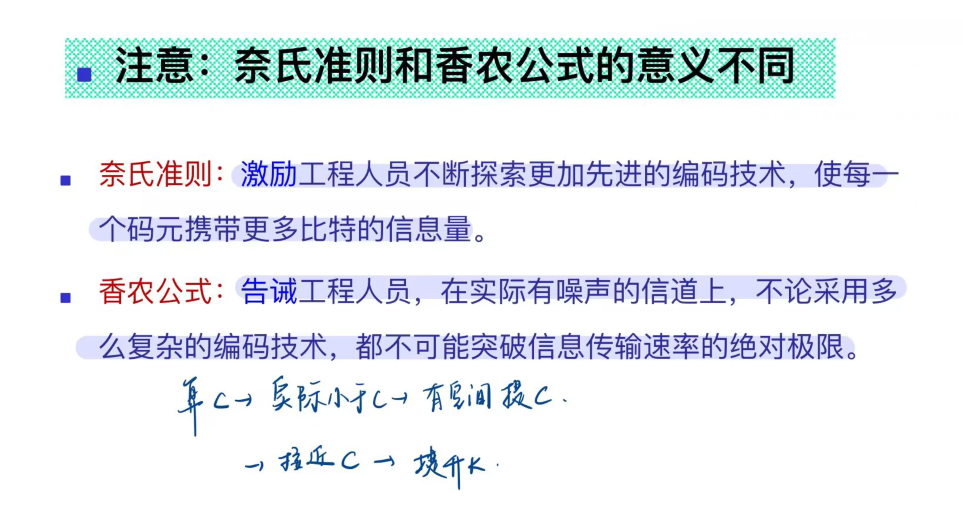 注意：奈氏准则和香农公式的意义不同
奈氏准则：激励工程人员不断探索更加先进的编码技术，使每一
个码元携带更多比特的信息量。
香农公式：告诫工程人员，在实际有噪声的信道上，不论采用多
么复杂的编码技术，都不可能突破信息传输速率的绝对极限。
算C→实际小于C→有空间提C.
→接近C→提升K.